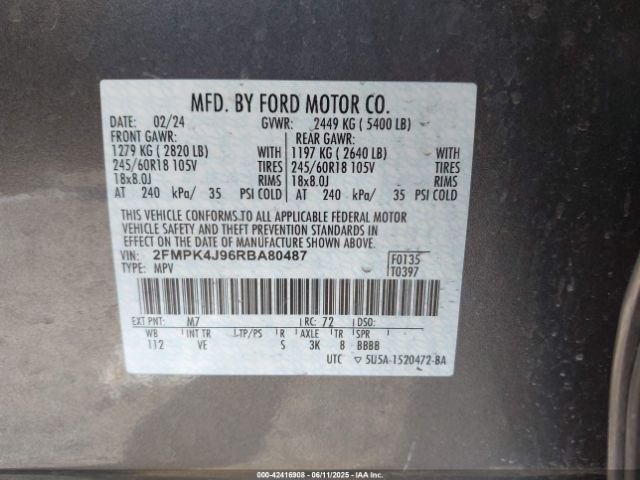 MFD. BY FORD MOTOR CO.
DATE: 02/24 GVWR: 2449 KG ( 5400 LB)
FRONT GAWR: REAR GAWR:
1279 KG ( 2820 LB) WITH 1197 KG ( 2640 LB) WITH
245/60R18 105V TIRES 245/60R18 105V TIRES
18x8.0J RIMS 18x8.0J RIMS
AT 240 kPa/ 35 PSI COLD AT 240 kPa/ 35 PSI COLD
THIS VEHICLE CONFORMS TO ALL APPLICABLE FEDERAL MOTOR
VEHICLE SAFETY AND THEFT PREVENTION STANDARDS IN
EFFECT ON THE DATE OF MANUFACTURE SHOWN ABOVE.
VIN: 2FMPK4J96RBA80487 F0135
TYPE: MPV T0397
EXT PNT: M7 RC: 72 DSO:
WB INT TR LTP/PS R AXLE TR SPR
112 VE S 3K 8 BBBB
UTC ▽ 5U5A-1520472-BA
000-42416908 - 06/11/2025 - IAA Inc.